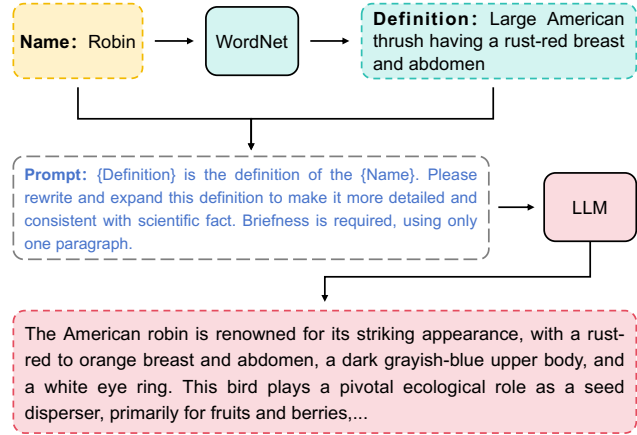 Name: Robin
WordNet
Definition: Large American
thrush having a rust-red breast
and abdomen
Prompt: {Definition} is the definition of the {Name}. Please
rewrite and expand this definition to make it more detailed and
consistent with scientific fact. Briefness is required, using only
one paragraph.
LLM
The American robin is renowned for its striking appearance, with a rust-
red to orange breast and abdomen, a dark grayish-blue upper body, and
a white eye ring. This bird plays a pivotal ecological role as a seed
disperser, primarily for fruits and berries,...